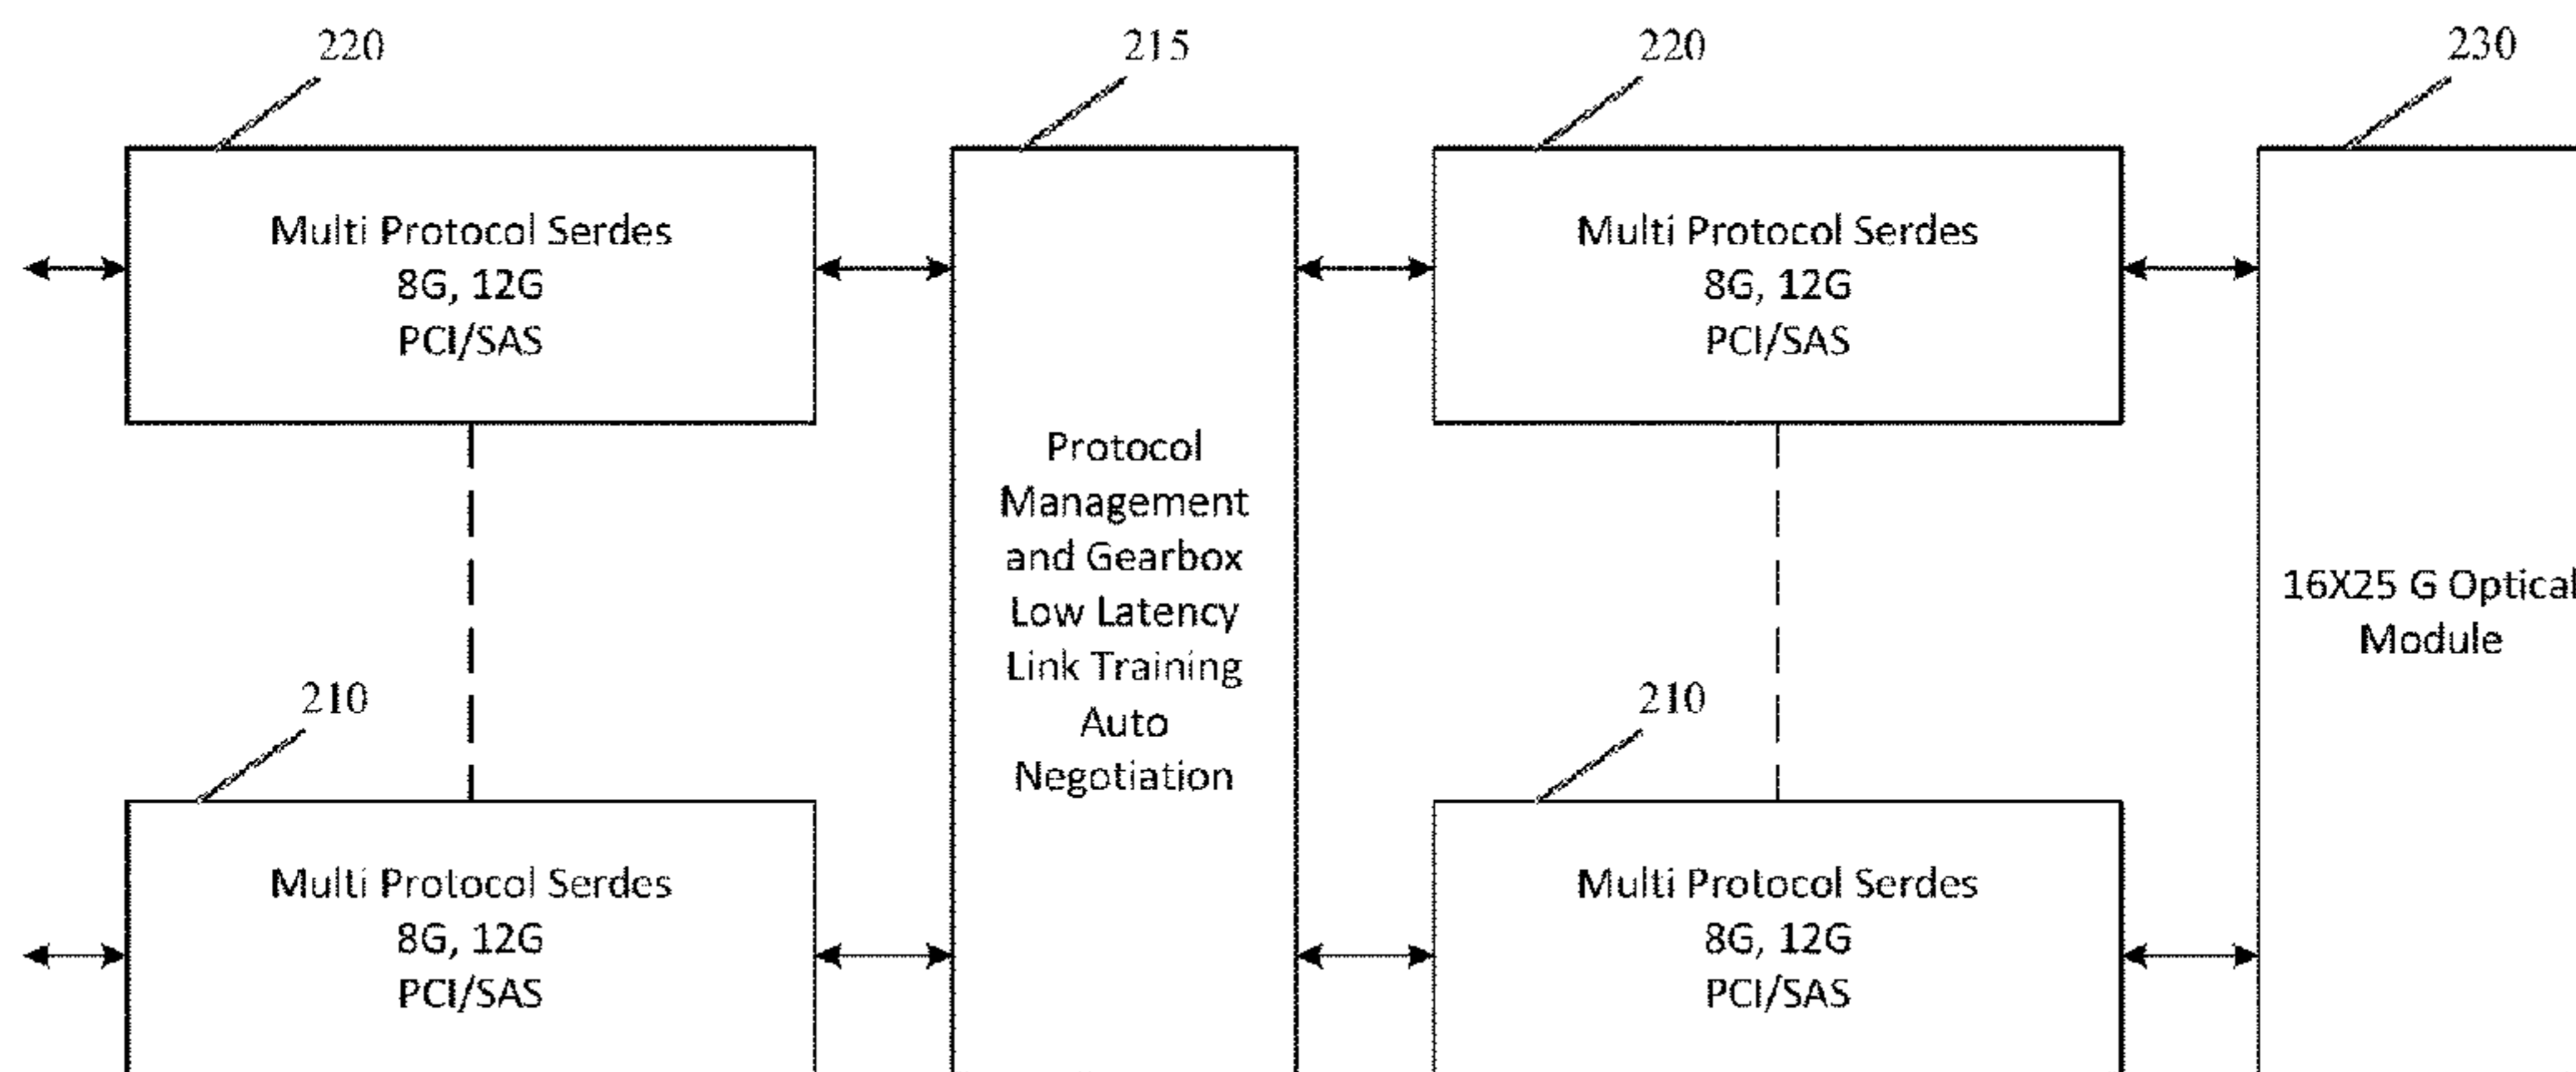 220
215
220
230
Multi Protocol Serdes
8G, 12G
PCI/SAS
Protocol
Management
and Gearbox
Low Latency
Link Training
Auto
Negotiation
Multi Protocol Serdes
8G, 12G
PCI/SAS
16X25 G Optical
Module
210
210
Multi Protocol Serdes
8G, 12G
PCI/SAS
Multi Protocol Serdes
8G, 12G
PCI/SAS